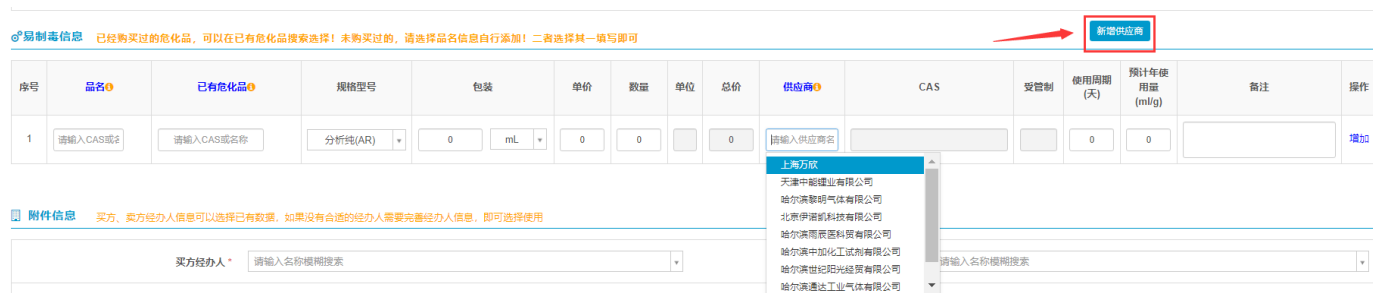 易制毒信息 已经购买过的危化品，可以在已有危化品搜索选择！未购买过的，请选择品名信息自行添加！二者选择其一填写即可 新增供应商
序号 品名 已有危化品 规格型号 包装 单价 数量 单位 总价 供应商 CAS 受管制 使用周期(天) 预计年使用量(ml/g) 备注 操作
1 请输入CAS或名 请输入CAS或名称 分析纯(AR) 0 mL 0 0 0 请输入供应商名 0 0 增加
上海万欣
天津中能锂业有限公司
哈尔滨黎明气体有限公司
北京伊诺凯科技有限公司
哈尔滨雨辰医科贸有限公司
哈尔滨中加化工试剂有限公司
哈尔滨世纪阳光经贸有限公司
哈尔滨通达工业气体有限公司
附件信息 买方、卖方经办人信息可以选择已有数据，如果没有合适的经办人需要完善经办人信息，即可选择使用
买方经办人* 请输入名称模糊搜索 请输入名称模糊搜索